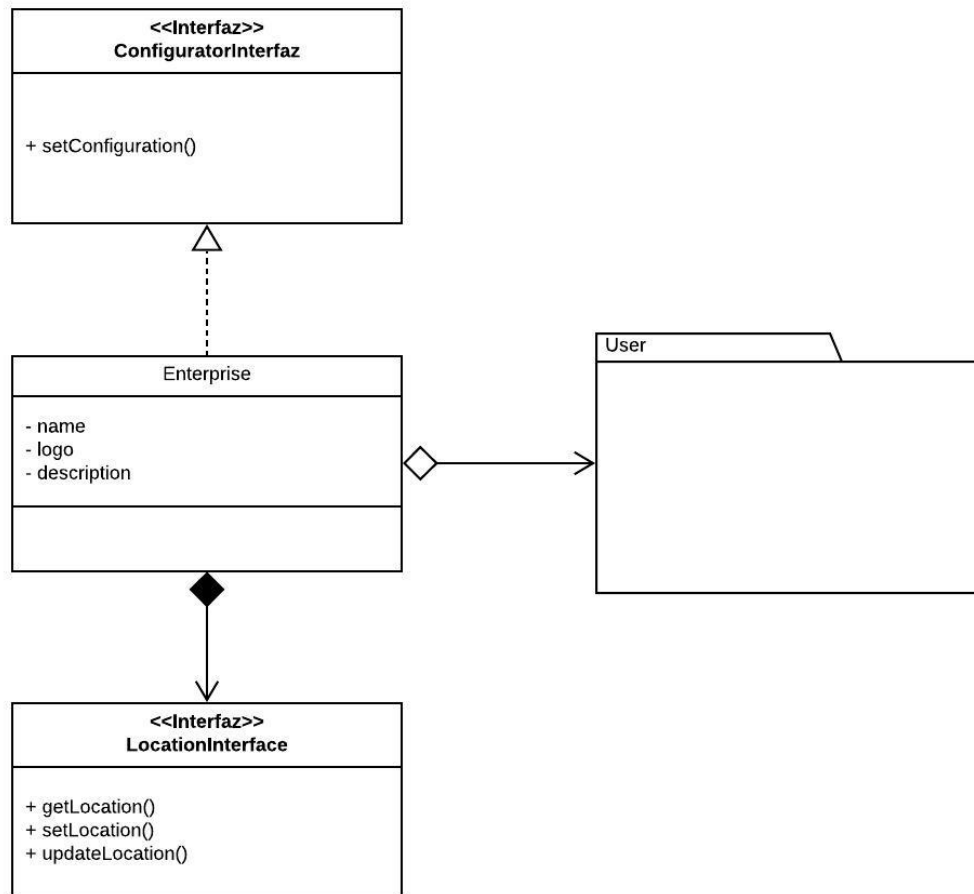 <<Interfaz>>
ConfiguratorInterfaz
+ setConfiguration()
Enterprise
- name
- logo
- description
User
<<Interfaz>>
LocationInterface
+ getLocation()
+ setLocation()
+ updateLocation()